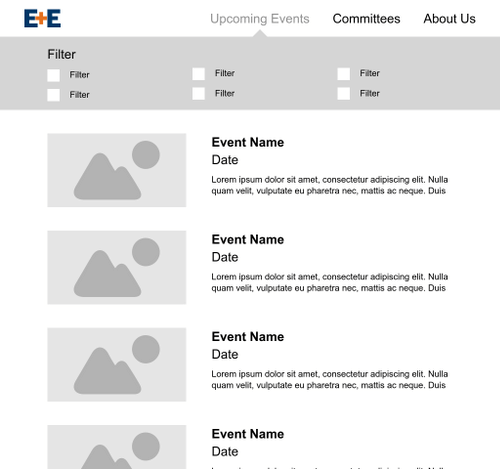 E+E
Upcoming Events
Committees
About Us
Filter
Filter
Filter
Filter
Filter
Filter
Filter
Event Name
Date
Lorem ipsum dolor sit amet, consectetur adipiscing elit. Nulla
quam velit, vulputate eu pharetra nec, mattis ac neque. Duis
Event Name
Date
Lorem ipsum dolor sit amet, consectetur adipiscing elit. Nulla
quam velit, vulputate eu pharetra nec, mattis ac neque. Duis
Event Name
Date
Lorem ipsum dolor sit amet, consectetur adipiscing elit. Nulla
quam velit, vulputate eu pharetra nec, mattis ac neque. Duis
Event Name
Date